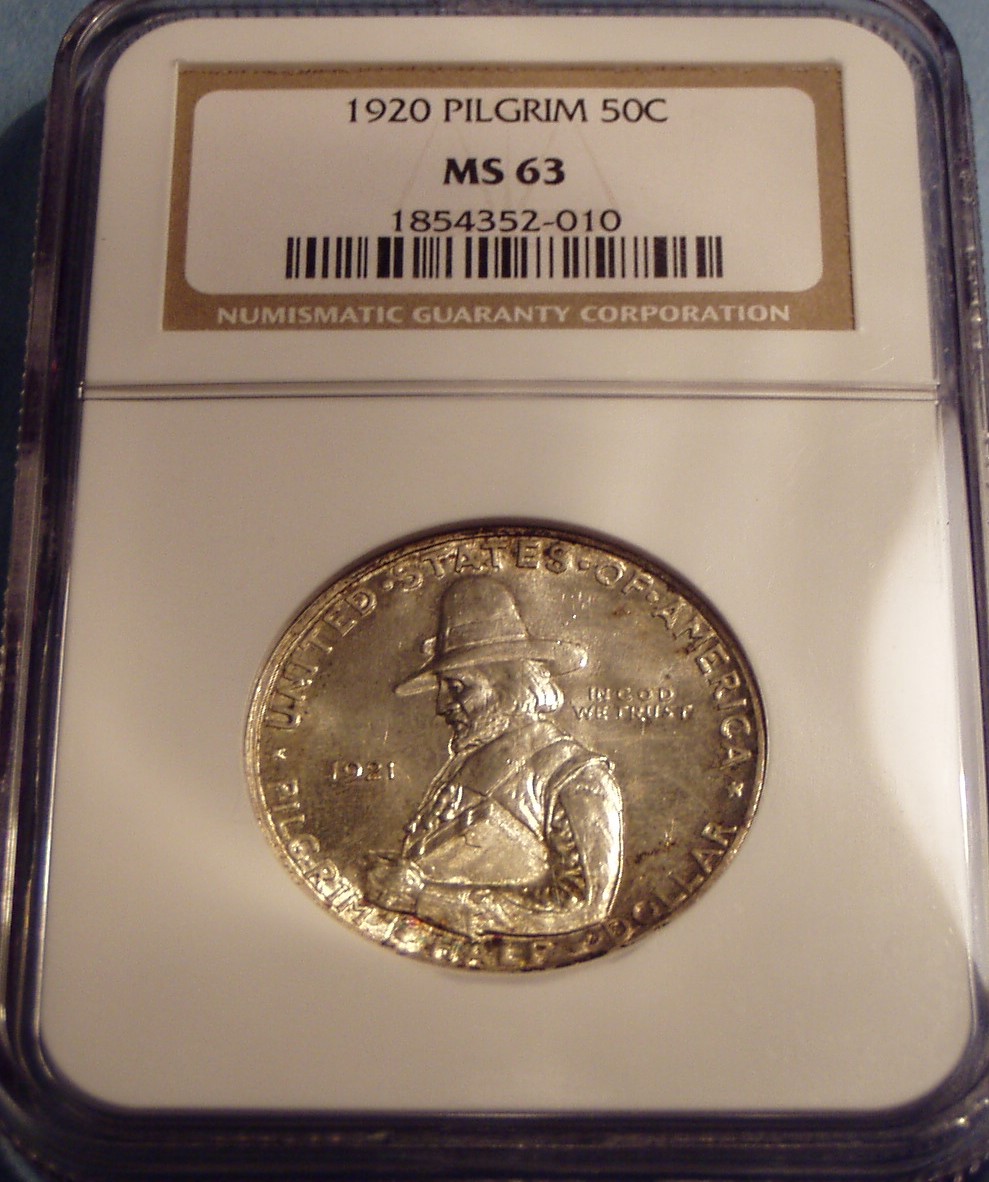 1920 PILGRIM 50C
MS 63
1854352-010
NUMISMATIC GUARANTY CORPORATION
UNITED·STATES·OF·AMERICA
IN GOD
WE TRUST
1921
PILGRIM·HALF·DOLLAR